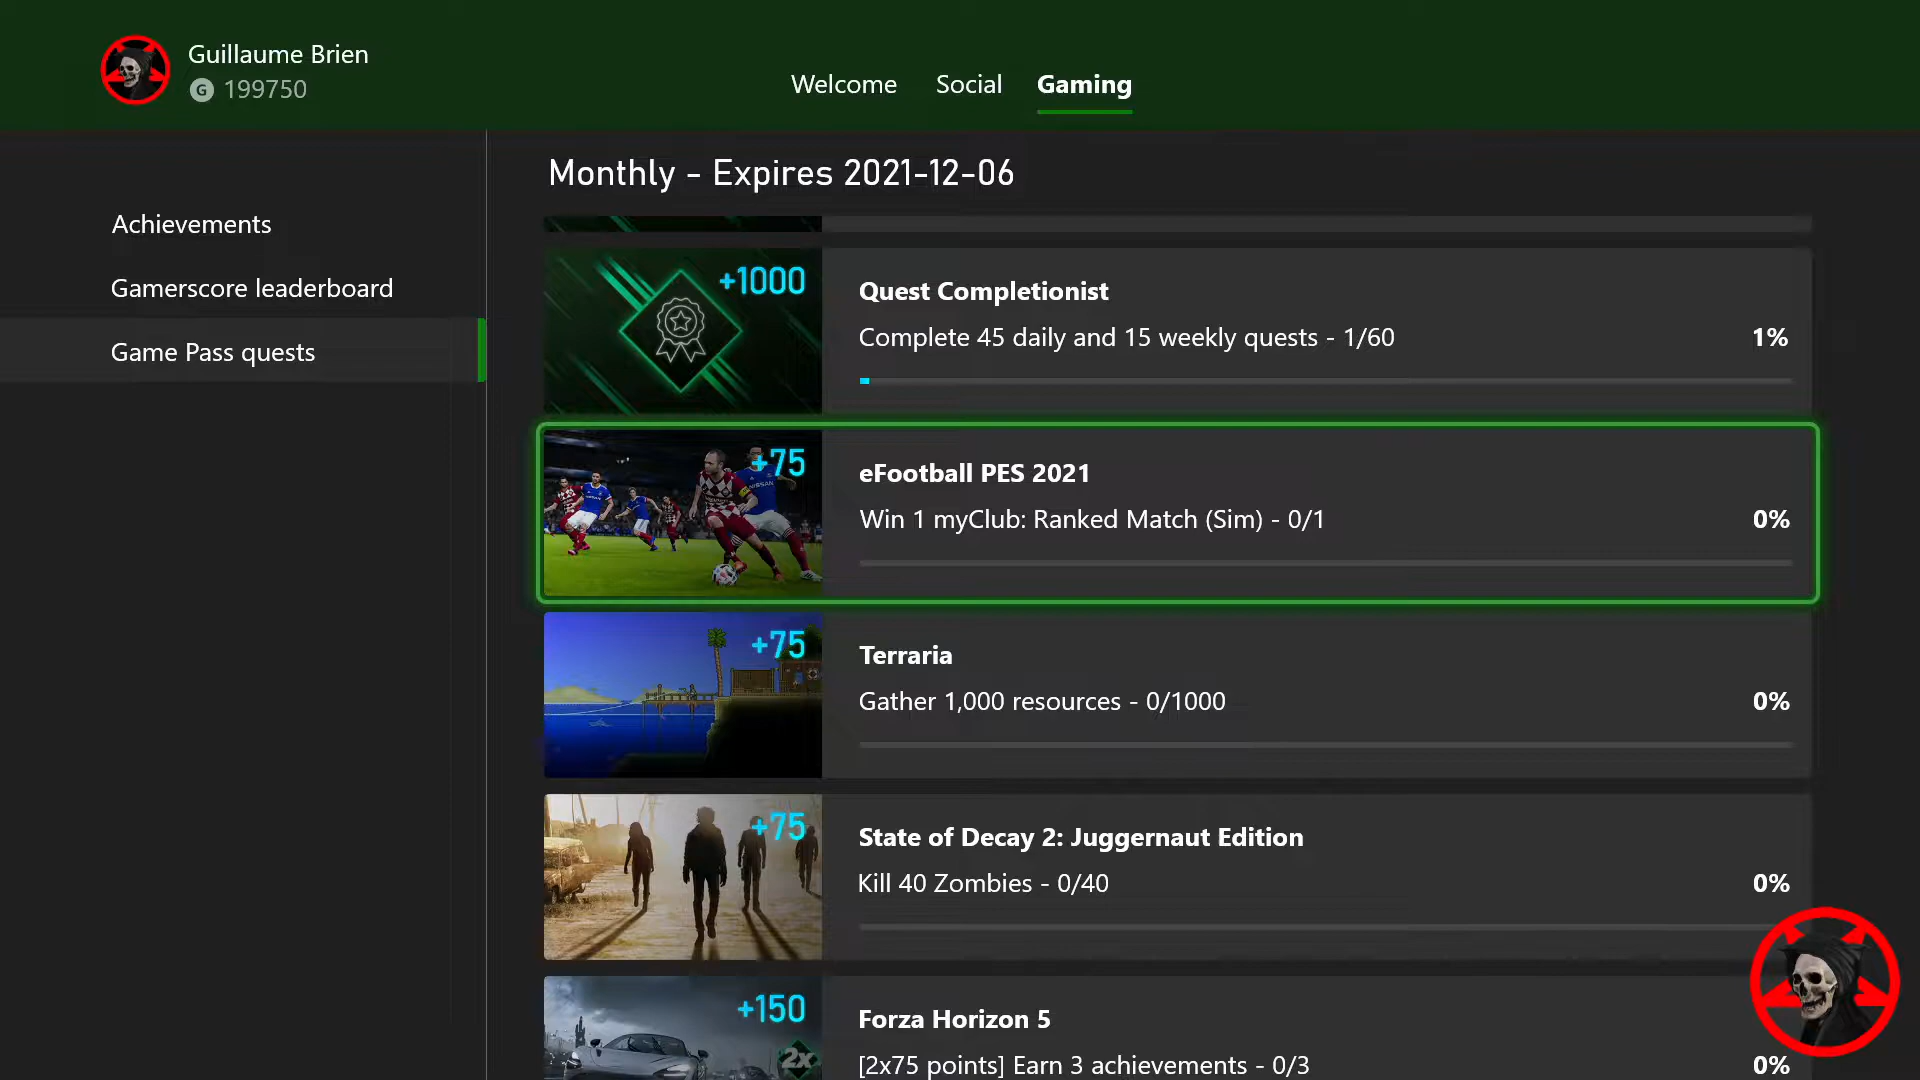 Guillaume Brien
G 199750
Welcome Social Gaming
Achievements
Gamerscore leaderboard
Game Pass quests
Monthly - Expires 2021-12-06
+1000
Quest Completionist
Complete 45 daily and 15 weekly quests - 1/60
1%
+75
eFootball PES 2021
Win 1 myClub: Ranked Match (Sim) - 0/1
0%
NISSAN
+75
Terraria
Gather 1,000 resources - 0/1000
0%
+75
State of Decay 2: Juggernaut Edition
Kill 40 Zombies - 0/40
0%
+150
2x
Forza Horizon 5
[2x75 points] Earn 3 achievements - 0/3
0%